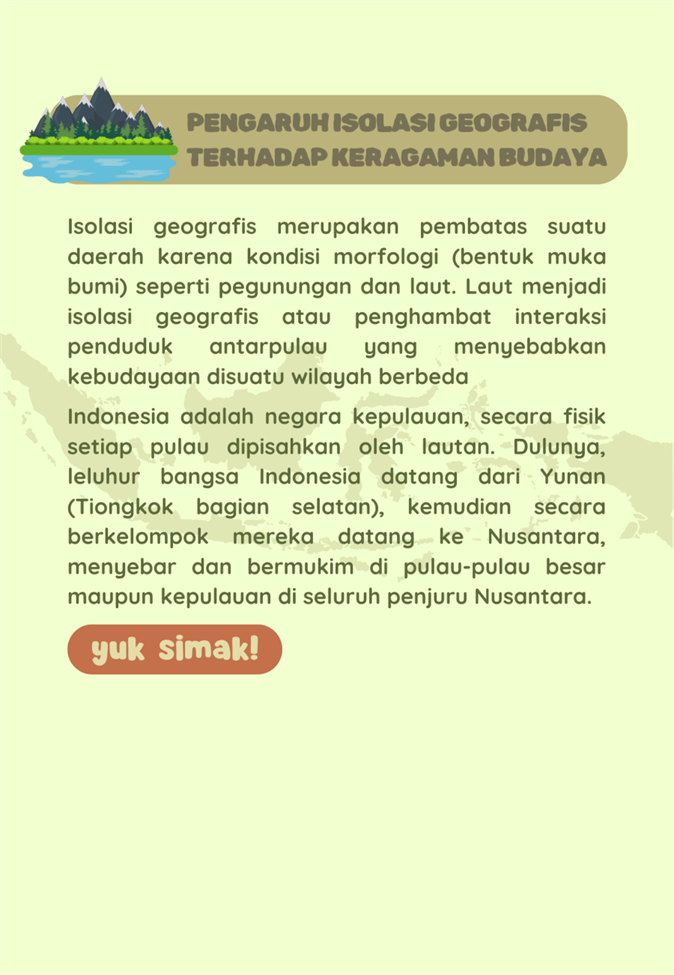 PENGARUH ISOLASI GEOGRAFIS
TERHADAP KERAGAMAN BUDAYA
Isolasi geografis merupakan pembatas suatu
daerah karena kondisi morfologi (bentuk muka
bumi) seperti pegunungan dan laut. Laut menjadi
isolasi geografis atau penghambat interaksi
penduduk antarpulau yang menyebabkan
kebudayaan disuatu wilayah berbeda
Indonesia adalah negara kepulauan, secara fisik
setiap pulau dipisahkan oleh lautan. Dulunya,
leluhur bangsa Indonesia datang dari Yunan
(Tiongkok bagian selatan), kemudian secara
berkelompok mereka datang ke Nusantara,
menyebar dan bermukim di pulau-pulau besar
maupun kepulauan di seluruh penjuru Nusantara.
yuk simak!